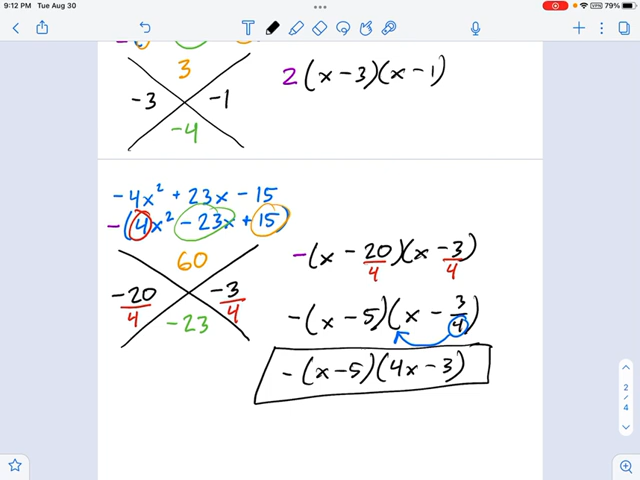 9:12 PM Tue Aug 30
79%
3
-3 -1
-4
2(x-3)(x-1)
-4x² + 23x - 15
-(4x² - 23x + 15)
60
-20/4 -3/4
-23
-(x - 20/4)(x - 3/4)
-(x - 5)(x - 3/4)
-(x-5)(4x-3)
2
/
4